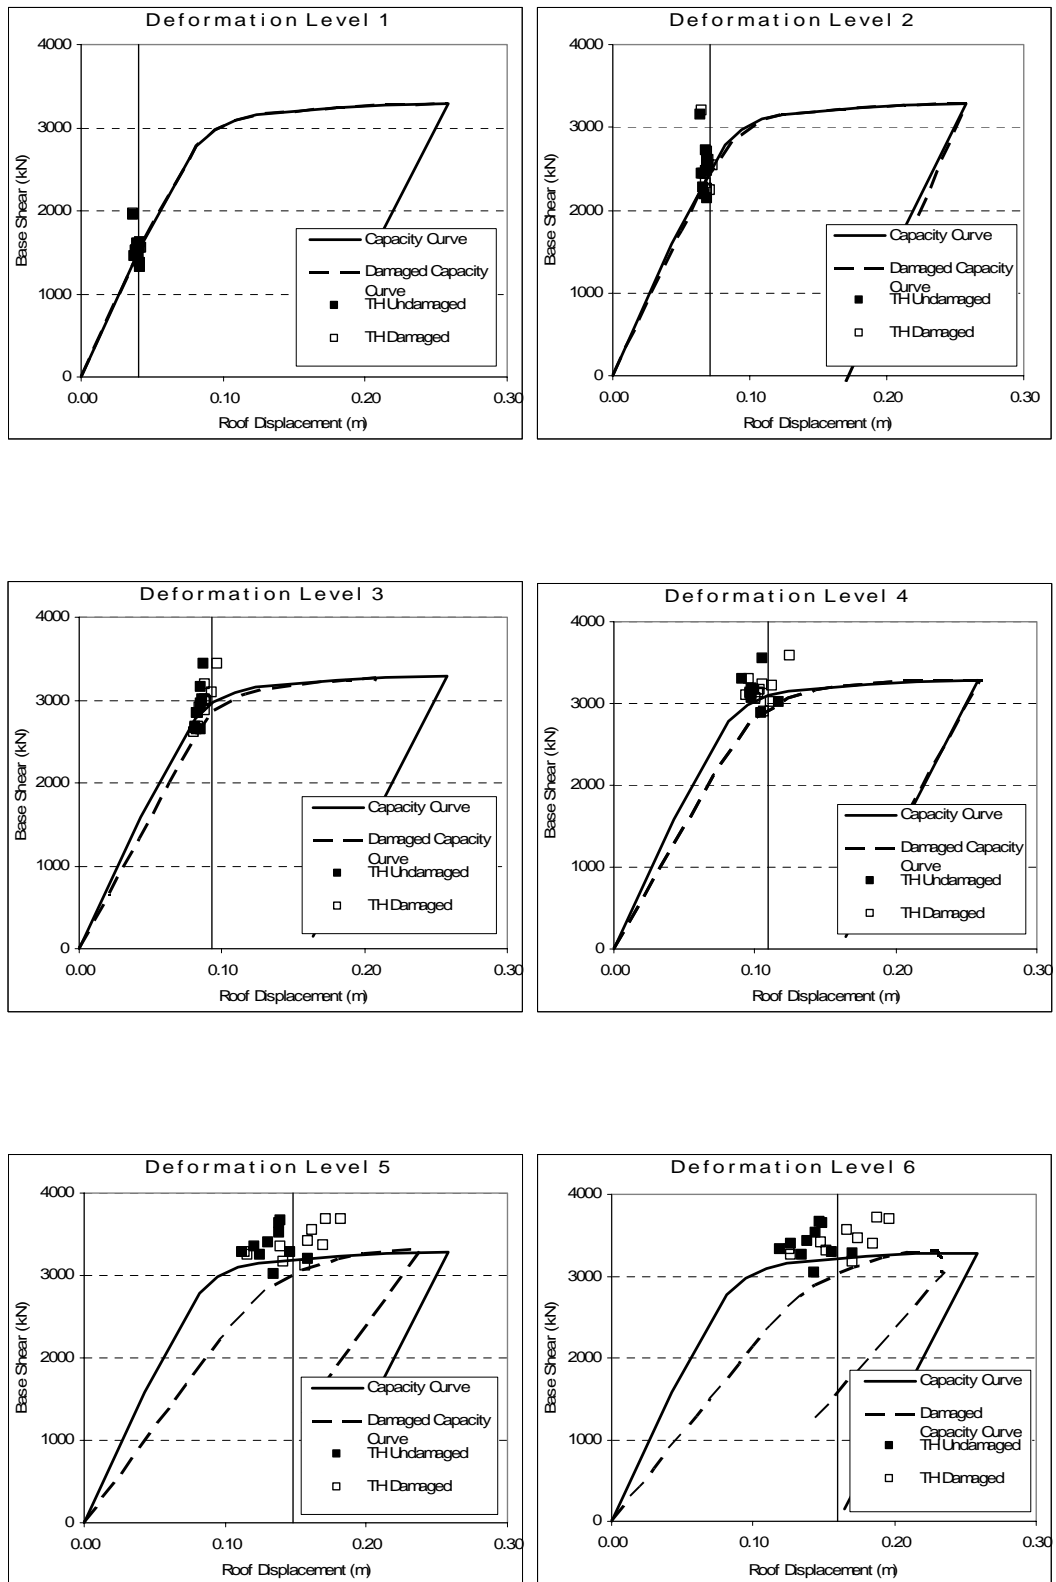 Deformation Level 1
4000
3000
2000
1000
0
Base Shear (kN)
0.00
0.10
0.20
0.30
Roof Displacement (m)
Capacity Curve
Damaged Capacity
Curve
TH Undamaged
TH Damaged
Deformation Level 2
4000
3000
2000
1000
0
Base Shear (kN)
0.00
0.10
0.20
0.30
Roof Displacement (m)
Capacity Curve
Damaged Capacity
Curve
TH Undamaged
TH Damaged
Deformation Level 3
4000
3000
2000
1000
0
Base Shear (kN)
0.00
0.10
0.20
0.30
Roof Displacement (m)
Capacity Curve
Damaged Capacity
Curve
TH Undamaged
TH Damaged
Deformation Level 4
4000
3000
2000
1000
0
Base Shear (kN)
0.00
0.10
0.20
0.30
Roof Displacement (m)
Capacity Curve
Damaged Capacity
Curve
TH Undamaged
TH Damaged
Deformation Level 5
4000
3000
2000
1000
0
Base Shear (kN)
0.00
0.10
0.20
0.30
Roof Displacement (m)
Capacity Curve
Damaged Capacity
Curve
TH Undamaged
TH Damaged
Deformation Level 6
4000
3000
2000
1000
0
Base Shear (kN)
0.00
0.10
0.20
0.30
Roof Displacement (m)
Capacity Curve
Damaged
Capacity Curve
TH Undamaged
TH Damaged